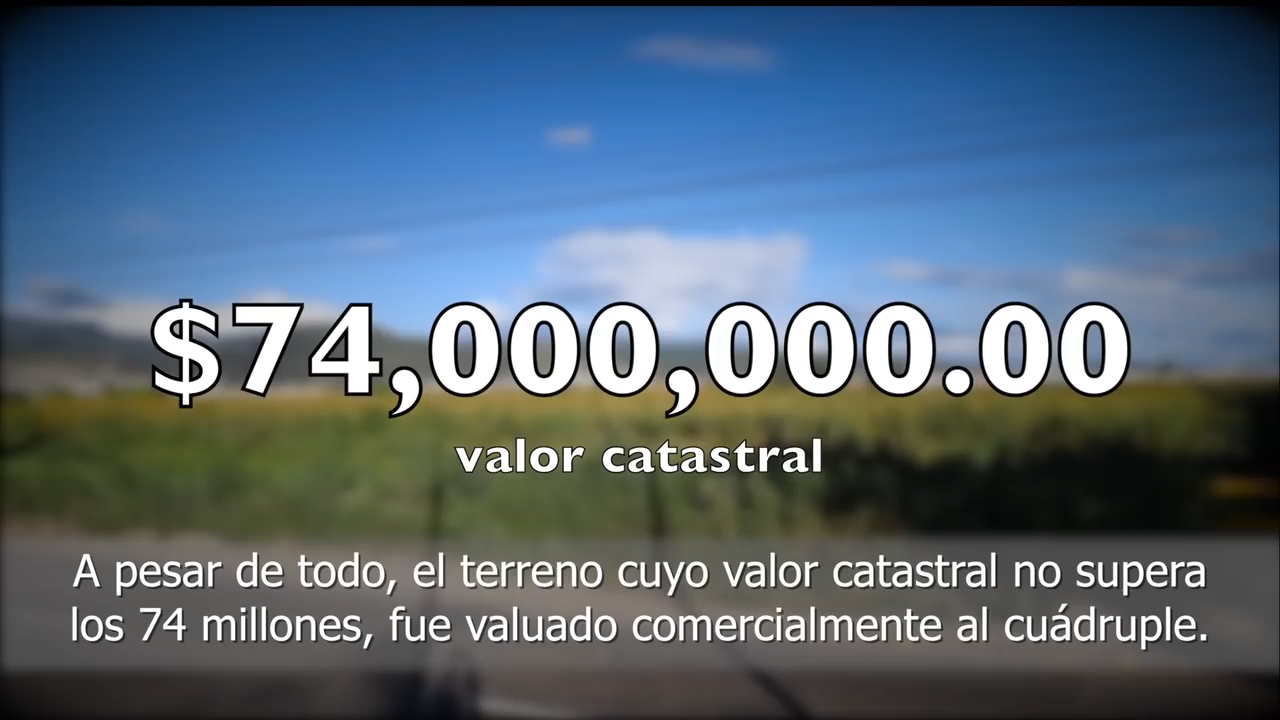 $74,000,000.00
valor catastral
A pesar de todo, el terreno cuyo valor catastral no supera
los 74 millones, fue valuado comercialmente al cuádruple.